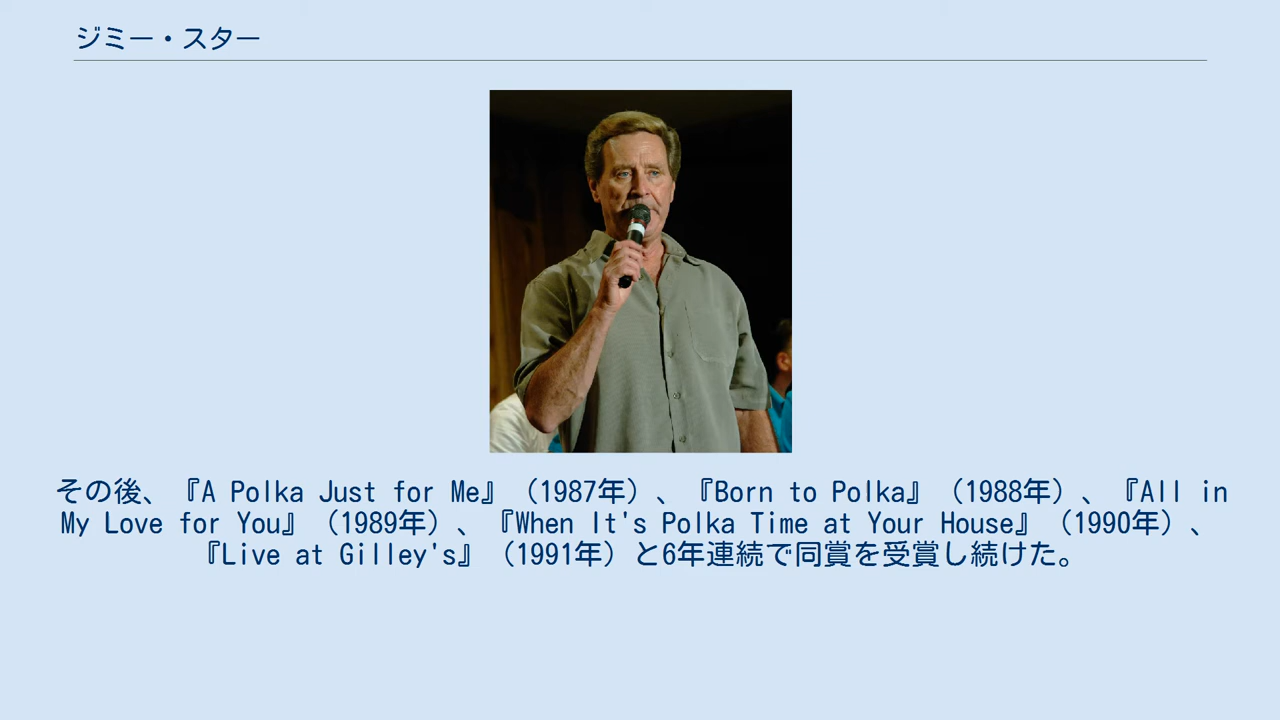 ジミー・スター
その後、『A Polka Just for Me』（1987年）、『Born to Polka』（1988年）、『All in
My Love for You』（1989年）、『When It's Polka Time at Your House』（1990年）、
『Live at Gilley's』（1991年）と6年連続で同賞を受賞し続けた。